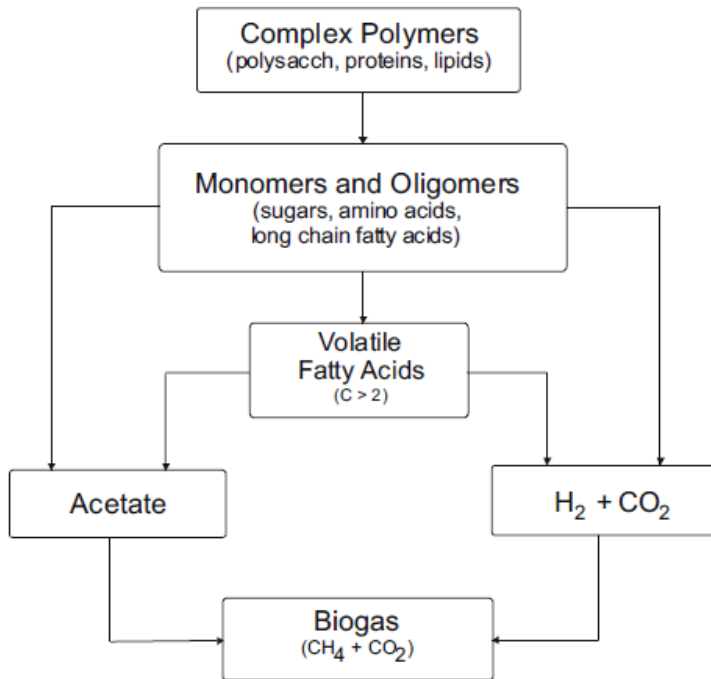 Complex Polymers
(polysacch, proteins, lipids)
Monomers and Oligomers
(sugars, amino acids,
long chain fatty acids)
Volatile
Fatty Acids
(C > 2)
Acetate
H₂ + CO₂
Biogas
(CH₄ + CO₂)